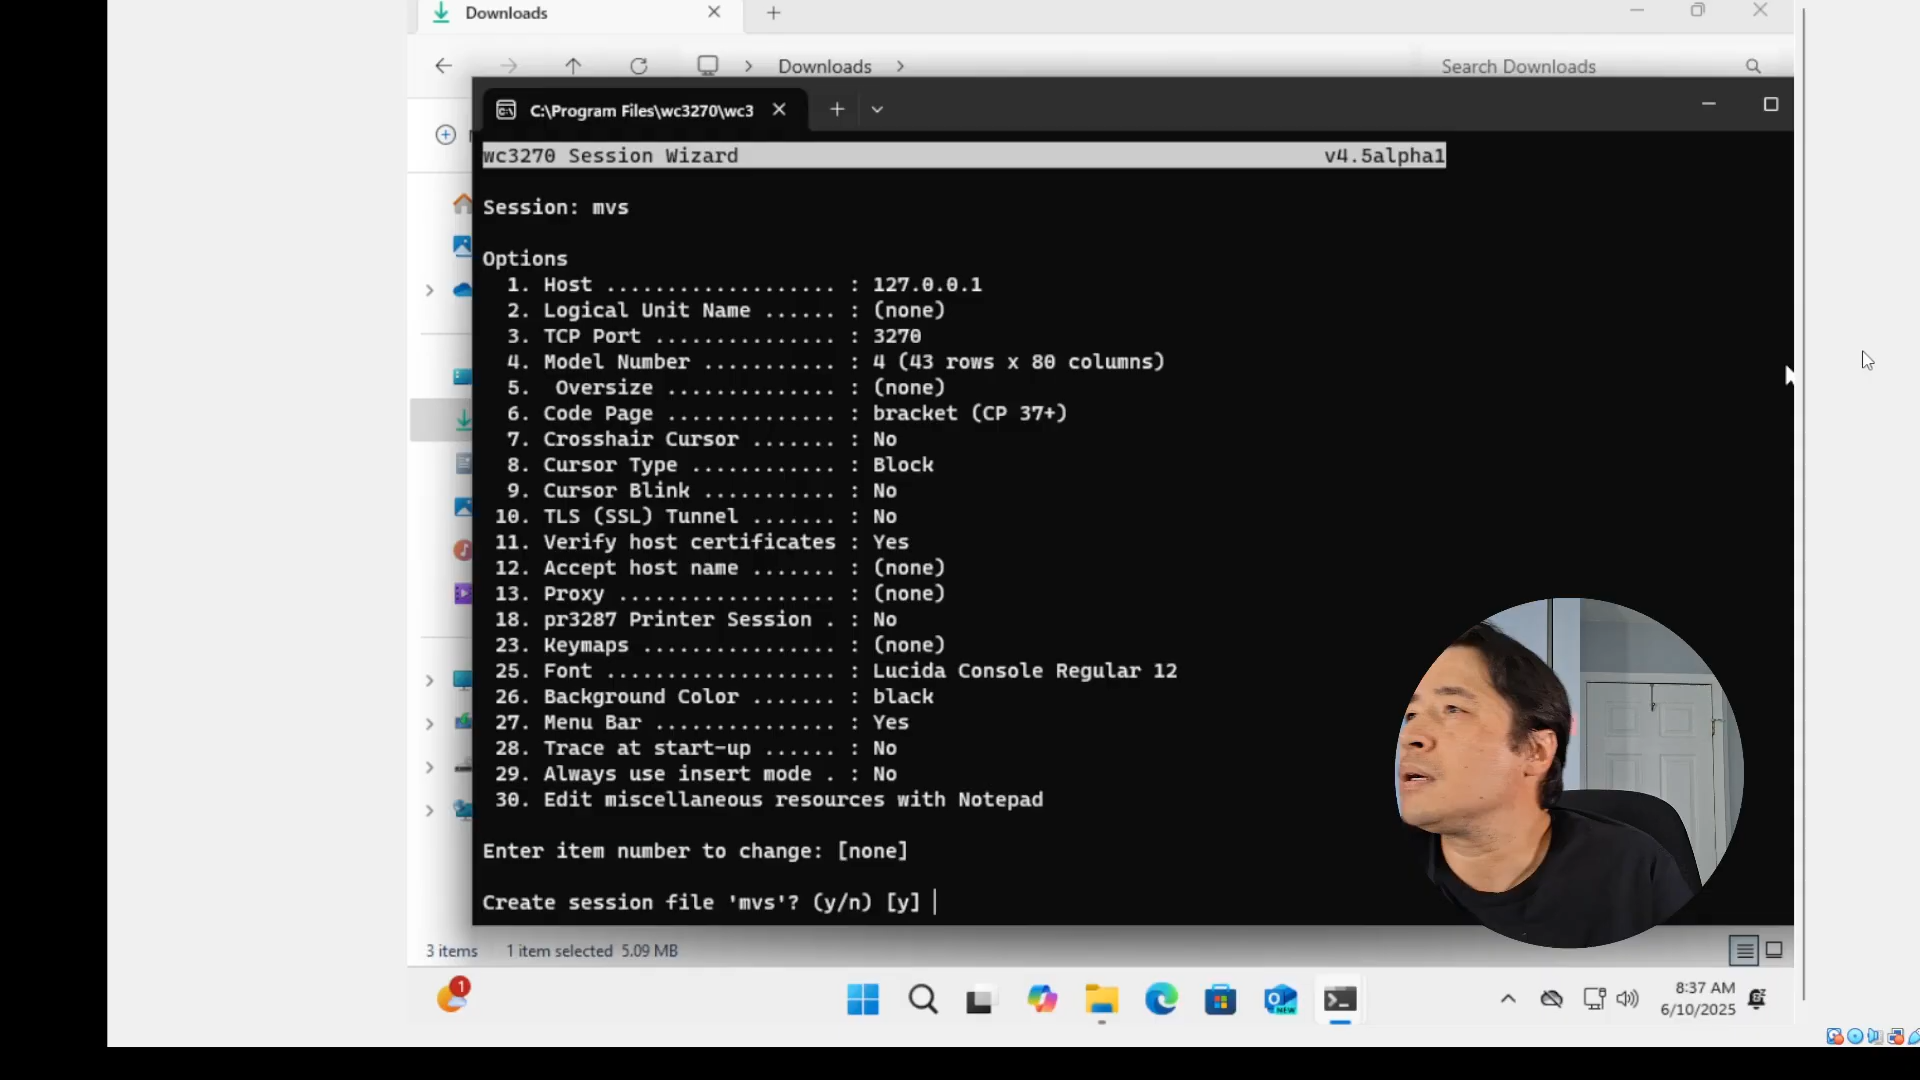 Downloads
Downloads
Search Downloads
C:\Program Files\wc3270\wc3
wc3270 Session Wizard v4.5alpha1
Session: mvs
Options
1. Host ................... : 127.0.0.1
2. Logical Unit Name ...... : (none)
3. TCP Port ............... : 3270
4. Model Number ........... : 4 (43 rows x 80 columns)
5. Oversize .............. : (none)
6. Code Page .............. : bracket (CP 37+)
7. Crosshair Cursor ....... : No
8. Cursor Type ............ : Block
9. Cursor Blink ........... : No
10. TLS (SSL) Tunnel ....... : No
11. Verify host certificates : Yes
12. Accept host name ....... : (none)
13. Proxy .................. : (none)
18. pr3287 Printer Session . : No
23. Keymaps ................ : (none)
25. Font .................... : Lucida Console Regular 12
26. Background Color ....... : black
27. Menu Bar ............... : Yes
28. Trace at start-up ...... : No
29. Always use insert mode . : No
30. Edit miscellaneous resources with Notepad
Enter item number to change: [none]
Create session file 'mvs'? (y/n) [y]
3 items 1 item selected 5.09 MB
1
NEW
8:37 AM
6/10/2025